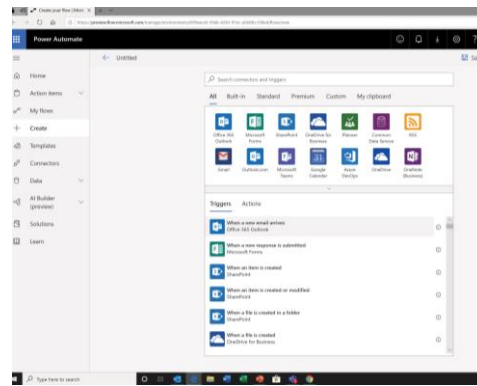 Create your flow | Micro
Power Automate
Untitled
Home
Action items
My flows
Create
Templates
Connectors
Data
AI Builder
(preview)
Solutions
Learn
Search connectors and triggers
All Built-in Standard Premium Custom My clipboard
Office 365
Outlook
Microsoft
Forms
SharePoint
OneDrive for
Business
Planner
Common
Data Service
RSS
Gmail
Outlook.com
Microsoft
Teams
Google
Calendar
Azure
DevOps
OneDrive
OneNote
(Business)
Triggers Actions
When a new email arrives
Office 365 Outlook
When a new response is submitted
Microsoft Forms
When an item is created
SharePoint
When an item is created or modified
SharePoint
When a file is created in a folder
SharePoint
When a file is created
OneDrive for Business
Type here to search